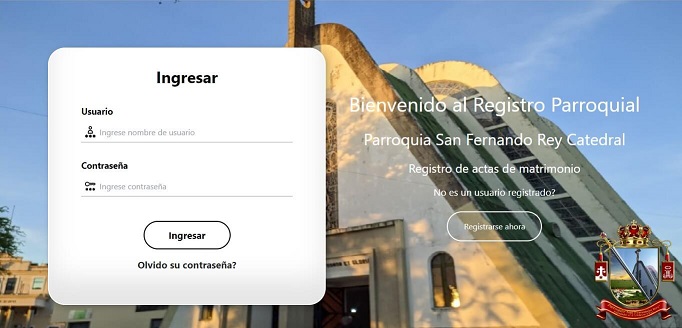 Ingresar
Usuario
Ingrese nombre de usuario
Contraseña
Ingrese contraseña
Ingresar
Olvido su contraseña?
Bienvenido al Registro Parroquial
Parroquia San Fernando Rey Catedral
Registro de actas de matrimonio
No es un usuario registrado?
Registrarse ahora